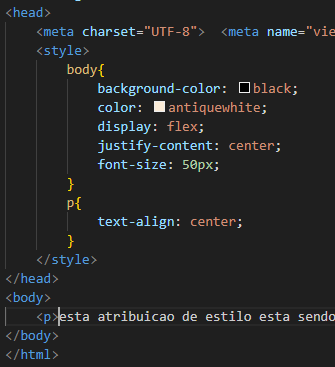 <head>
<meta charset="UTF-8"> <meta name="vie
<style>
body{
background-color: black;
color: antiquewhite;
display: flex;
justify-content: center;
font-size: 50px;
}
p{
text-align: center;
}
</style>
</head>
<body>
<p>esta atribuicao de estilo esta sendo
</body>
</html>